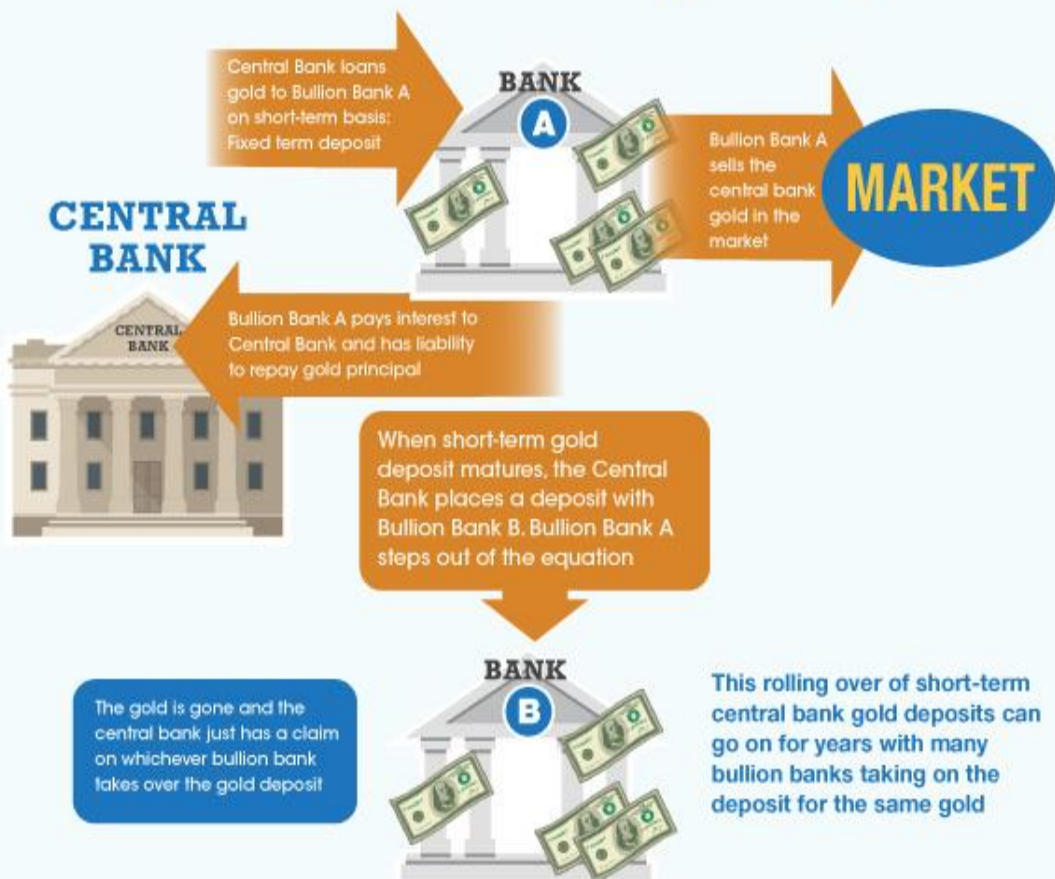 Central Bank loans
gold to Bullion Bank A
on short-term basis:
Fixed term deposit
BANK
A
Bullion Bank A
sells the
central bank
gold in the
market
MARKET
CENTRAL
BANK
CENTRAL
BANK
Bullion Bank A pays interest to
Central Bank and has liability
to repay gold principal
When short-term gold
deposit matures, the Central
Bank places a deposit with
Bullion Bank B. Bullion Bank A
steps out of the equation
BANK
B
The gold is gone and the
central bank just has a claim
on whichever bullion bank
takes over the gold deposit
This rolling over of short-term
central bank gold deposits can
go on for years with many
bullion banks taking on the
deposit for the same gold